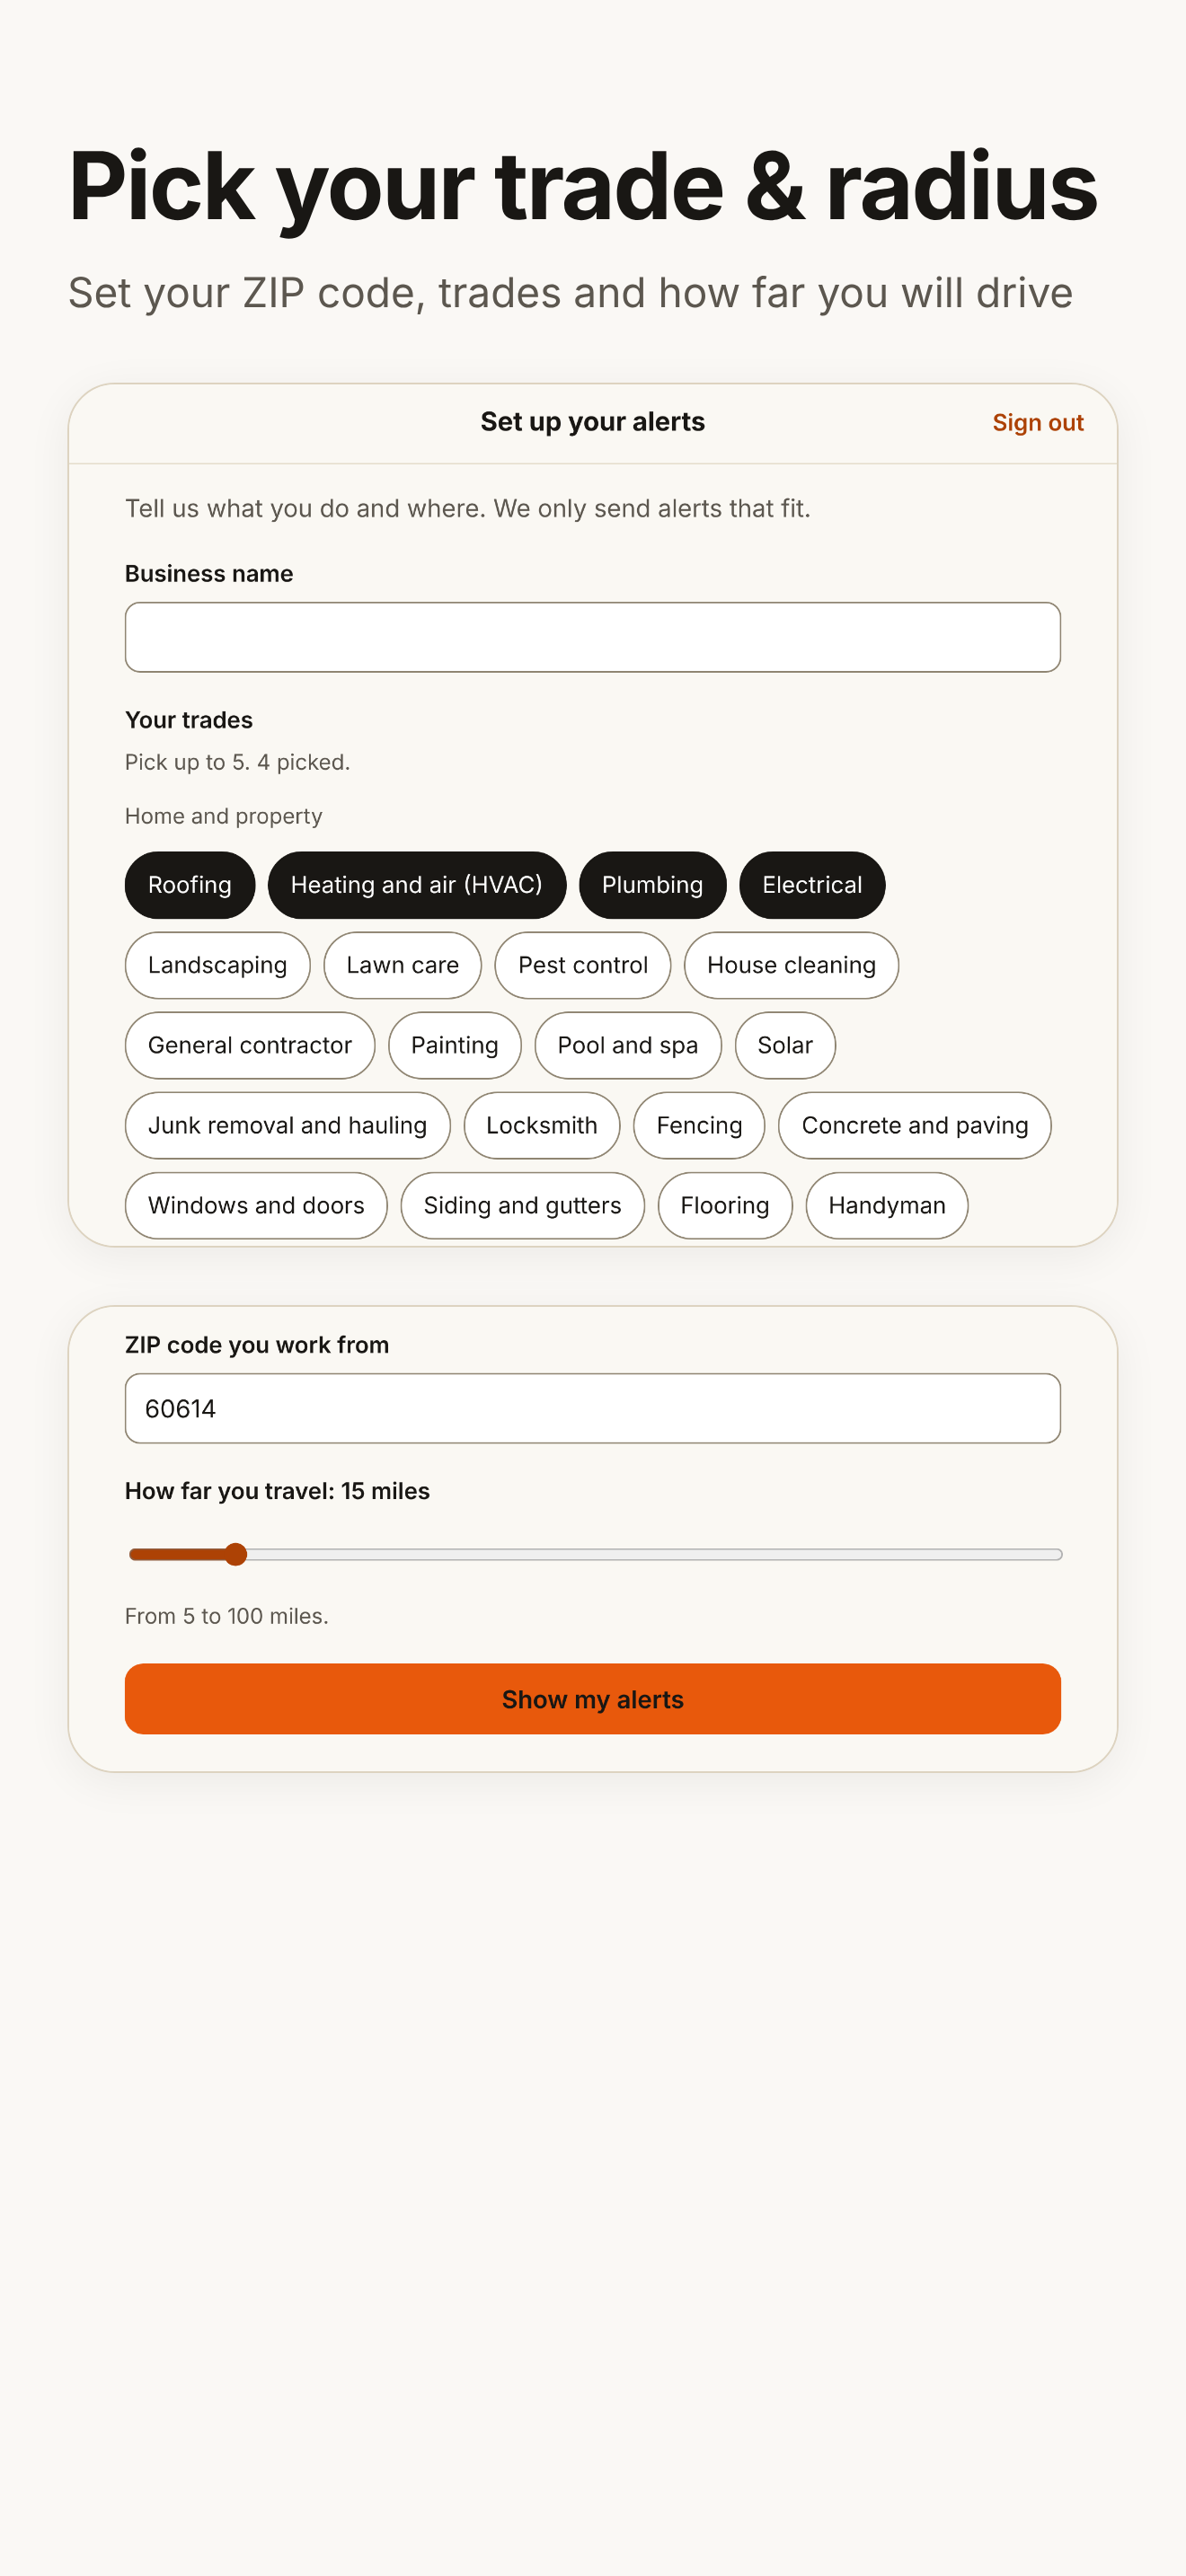 Pick your trade & radius
Set your ZIP code, trades and how far you will drive
Set up your alerts
Sign out
Tell us what you do and where. We only send alerts that fit.
Business name
Your trades
Pick up to 5. 4 picked.
Home and property
Roofing Heating and air (HVAC) Plumbing Electrical
Landscaping Lawn care Pest control House cleaning
General contractor Painting Pool and spa Solar
Junk removal and hauling Locksmith Fencing Concrete and paving
Windows and doors Siding and gutters Flooring Handyman
ZIP code you work from
60614
How far you travel: 15 miles
From 5 to 100 miles.
Show my alerts